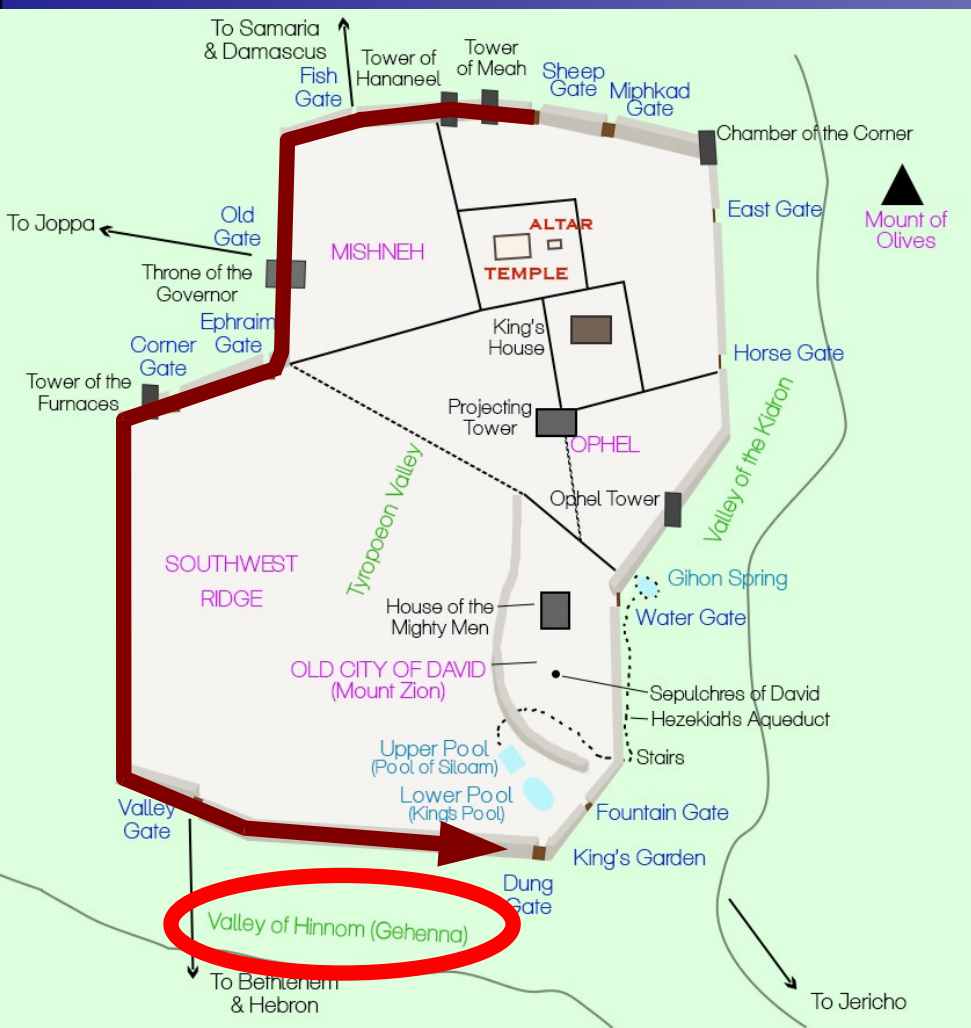 To Samaria
& Damascus
Fish
Gate
Tower of
Hananeel
Tower
of Meah
Sheep
Gate
Miphkad
Gate
Chamber of the Corner
East Gate
Mount of
Olives
To Joppa
Old
Gate
MISHNEH
ALTAR
TEMPLE
Throne of the
Governor
Ephraim
Gate
King's
House
Corner
Gate
Horse Gate
Tower of the
Furnaces
Projecting
Tower
OPHEL
Valley of the Kidron
Tyropoeon Valley
Ophel Tower
SOUTHWEST
RIDGE
Gihon Spring
House of the
Mighty Men
Water Gate
OLD CITY OF DAVID
(Mount Zion)
Sepulchres of David
Hezekiah's Aqueduct
Stairs
Upper Pool
(Pool of Siloam)
Lower Pool
(King's Pool)
Valley
Gate
Fountain Gate
King's Garden
Dung
Gate
Valley of Hinnom (Gehenna)
To Bethlehem
& Hebron
To Jericho